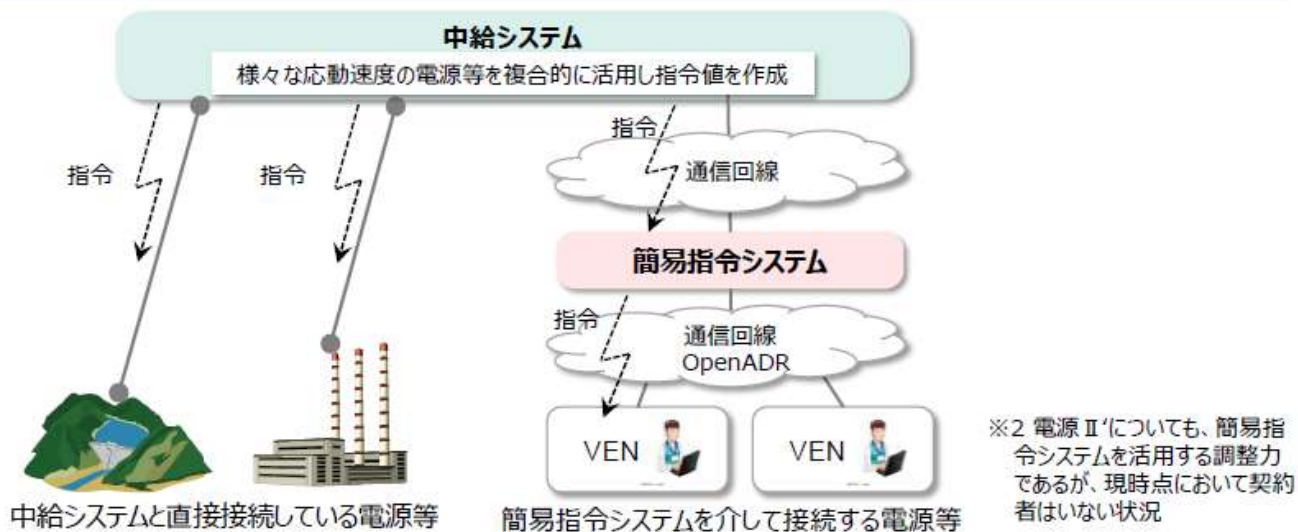 中給システム
様々な応動速度の電源等を複合的に活用し指令値を作成
指令
指令
指令
通信回線
簡易指令システム
指令
通信回線
OpenADR
VEN
VEN
中給システムと直接接続している電源等
簡易指令システムを介して接続する電源等
※2 電源Ⅱ‘についても、簡易指
令システムを活用する調整力
であるが、現時点において契約
者はいない状況